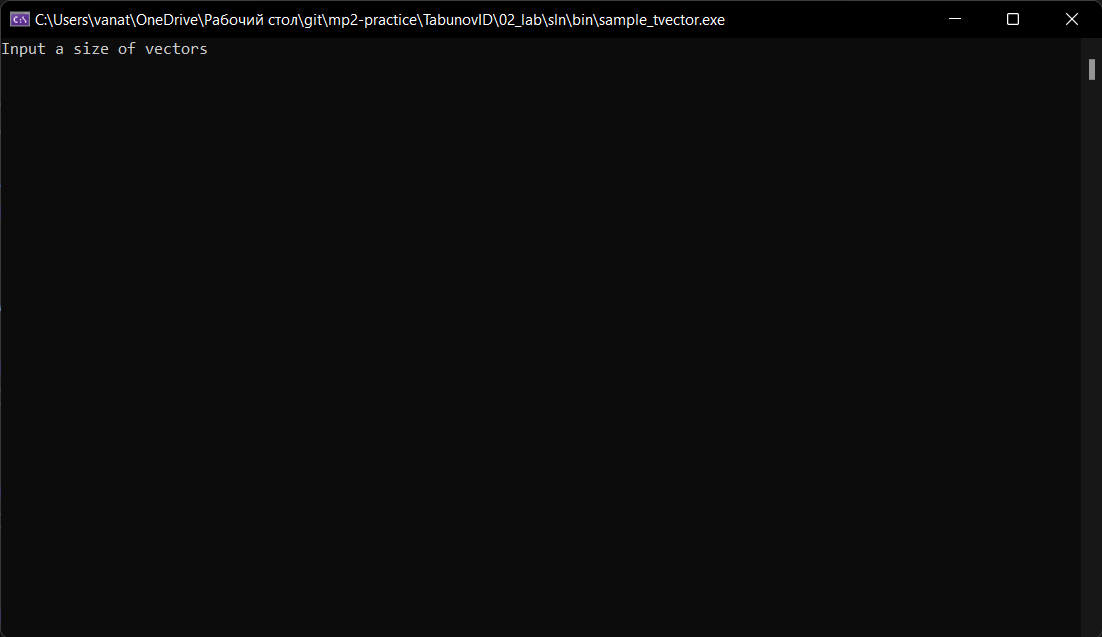 C:\Users\vanat\OneDrive\Рабочий стол\git\mp2-practice\TabunovID\02_lab\sln\bin\sample_tvector.exe
Input a size of vectors